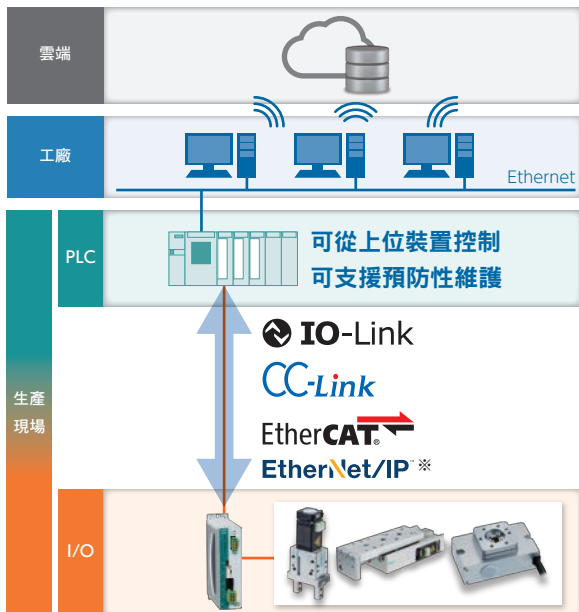 雲端
工廠
Ethernet
PLC
可從上位裝置控制
可支援預防性維護
IO-Link
CC-Link
生產
現場
EtherCAT®
EtherNet/IP™ ※
I/O